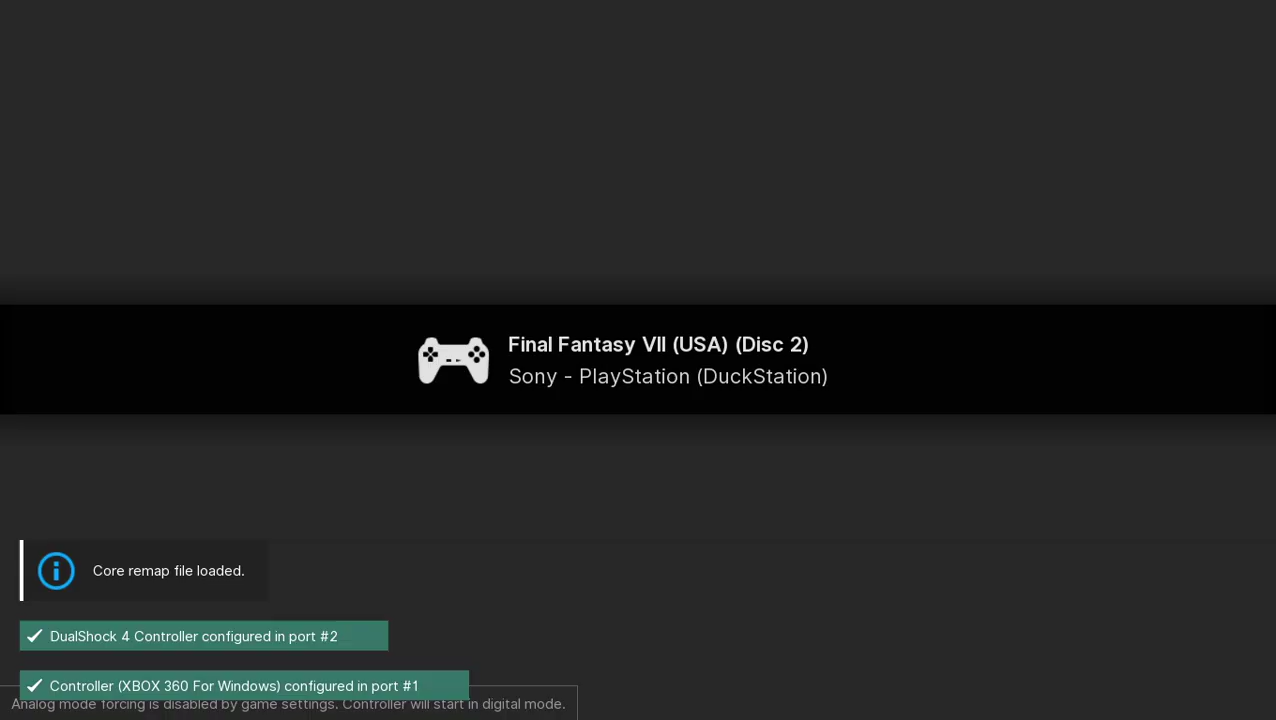 Final Fantasy VII (USA) (Disc 2)
Sony - PlayStation (DuckStation)
Core remap file loaded.
DualShock 4 Controller configured in port #2
Controller (XBOX 360 For Windows) configured in port #1
Analog mode forcing is disabled by game settings. Controller will start in digital mode.